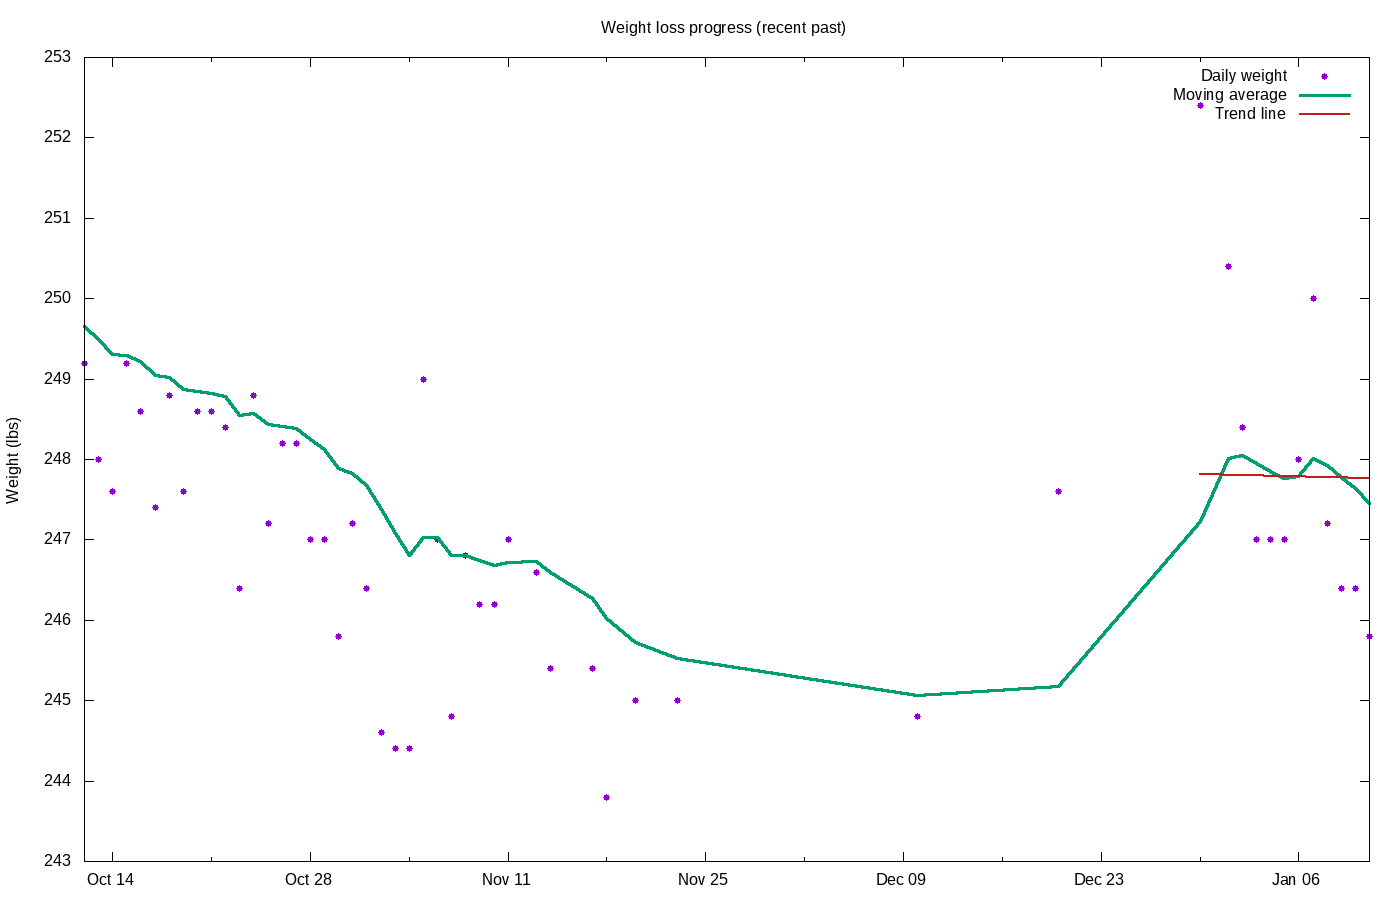 Weight loss progress (recent past)
253
252
251
250
249
248
247
246
245
244
243
Weight (lbs)
Daily weight
Moving average
Trend line
Oct 14 Oct 28 Nov 11 Nov 25 Dec 09 Dec 23 Jan 06